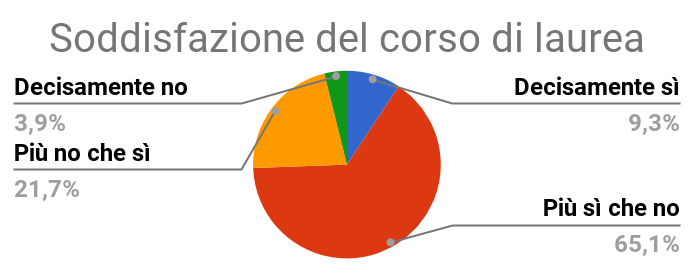 Soddisfazione del corso di laurea
Decisamente no
3,9%
Più no che sì
21,7%
Decisamente sì
9,3%
Più sì che no
65,1%